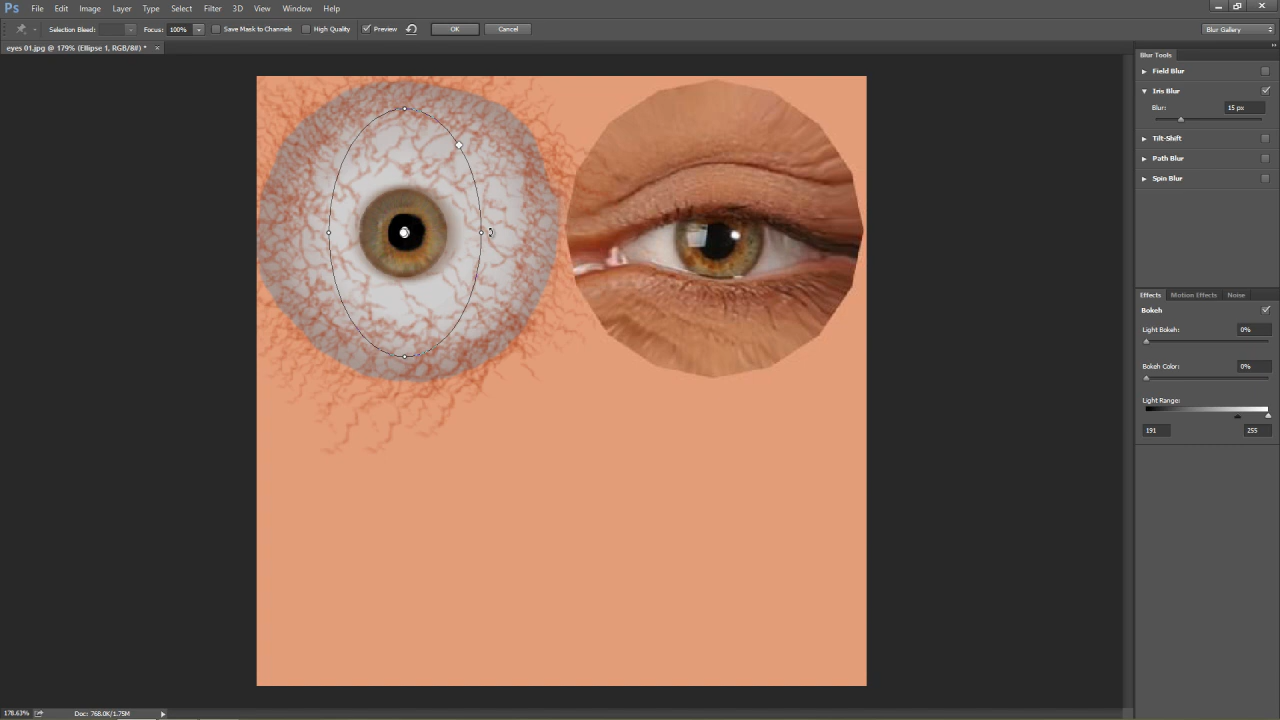 Ps File Edit Image Layer Type Select Filter 3D View Window Help
Selection Bleed: Focus: 100% Save Mask to Channels High Quality Preview OK Cancel Blur Gallery
eyes 01.jpg @ 179% (Ellipse 1, RGB/8#) * ×
Blur Tools
Field Blur
Iris Blur
Blur: 15 px
Tilt-Shift
Path Blur
Spin Blur
Effects Motion Effects Noise
Bokeh
Light Bokeh: 0%
Bokeh Color: 0%
Light Range:
191 255
178.63% Doc: 768.0K/1.75M